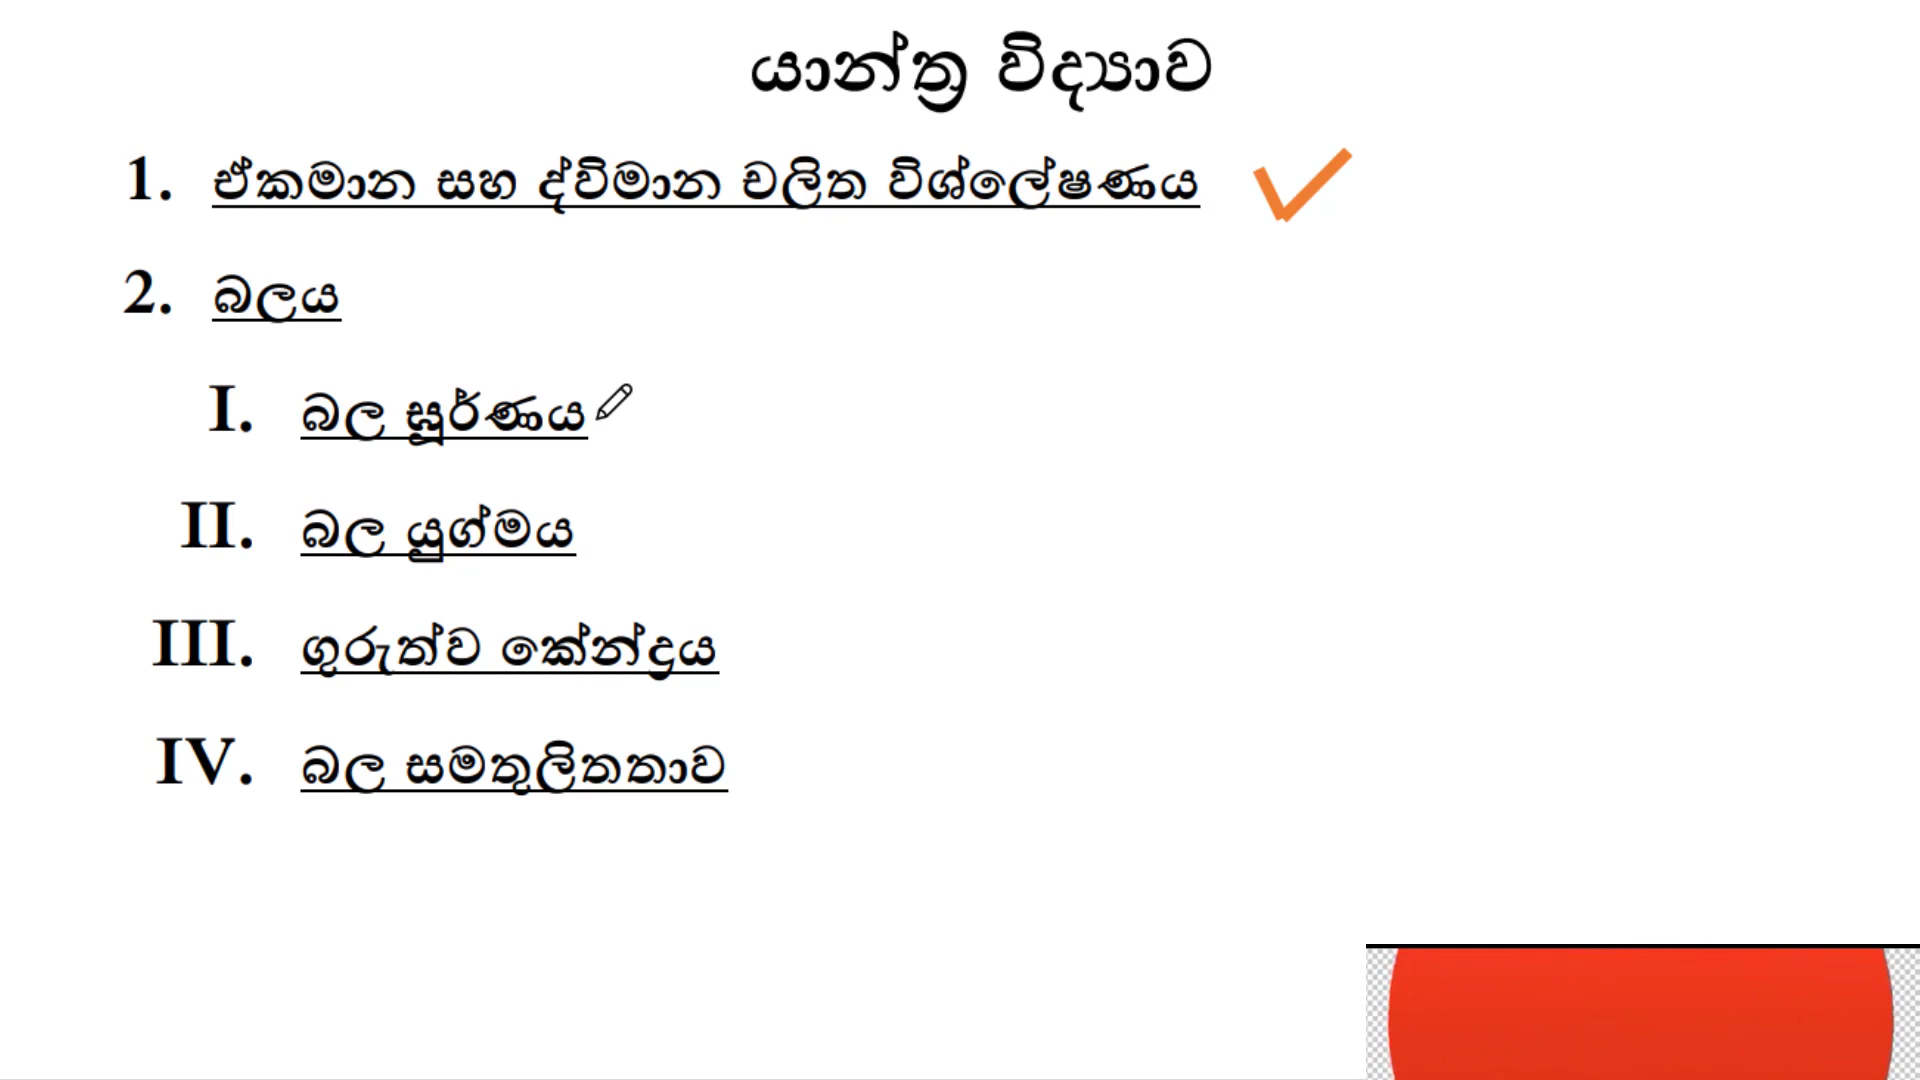 යාන්ත්‍ර විද්‍යාව
1. ඒකමාන සහ ද්විමාන චලිත විශ්ලේෂණය
2. බලය
I. බල ඝූර්ණය
II. බල යුග්මය
III. ගුරුත්ව කේන්ද්‍රය
IV. බල සමතුලිතතාව